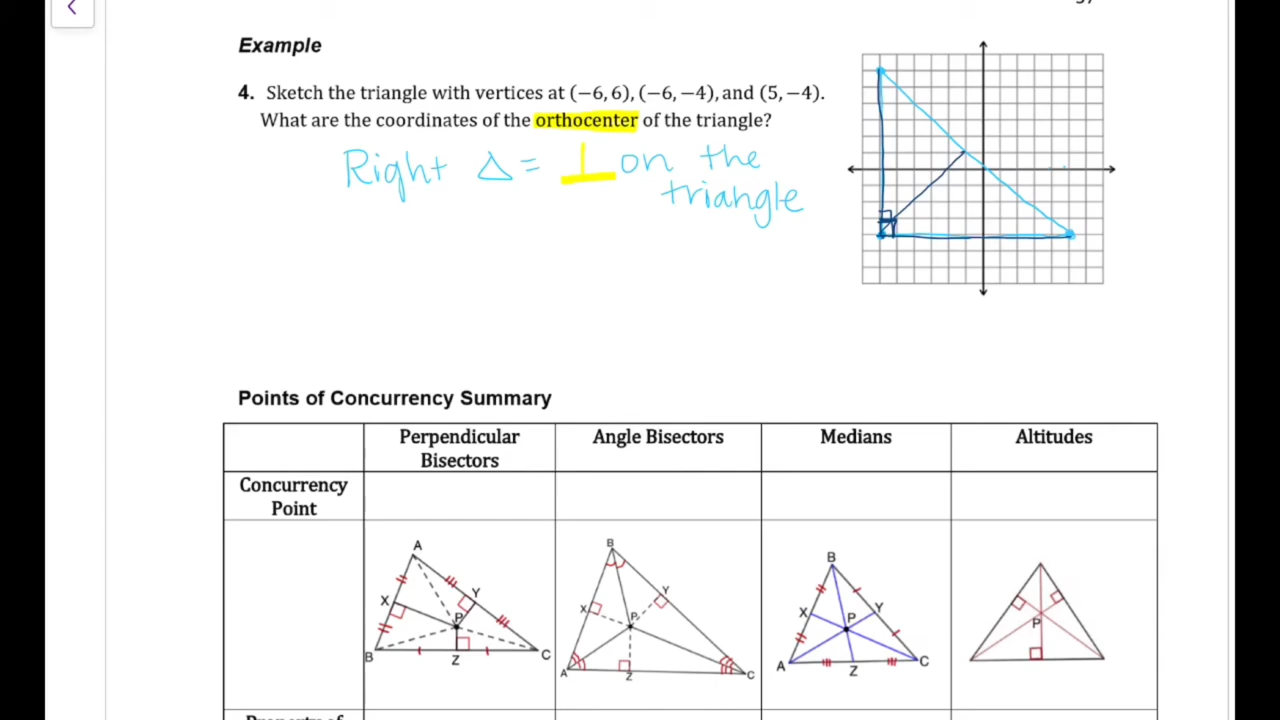 Example
4. Sketch the triangle with vertices at (−6, 6), (−6, −4), and (5, −4).
What are the coordinates of the orthocenter of the triangle?
Right △ = ⊥ on the
triangle
Points of Concurrency Summary
Perpendicular Bisectors Angle Bisectors Medians Altitudes
Concurrency Point
A
X Y
P
B Z C
B
X Y
P
A Z C
B
X Y
P
A Z C
P
Property of